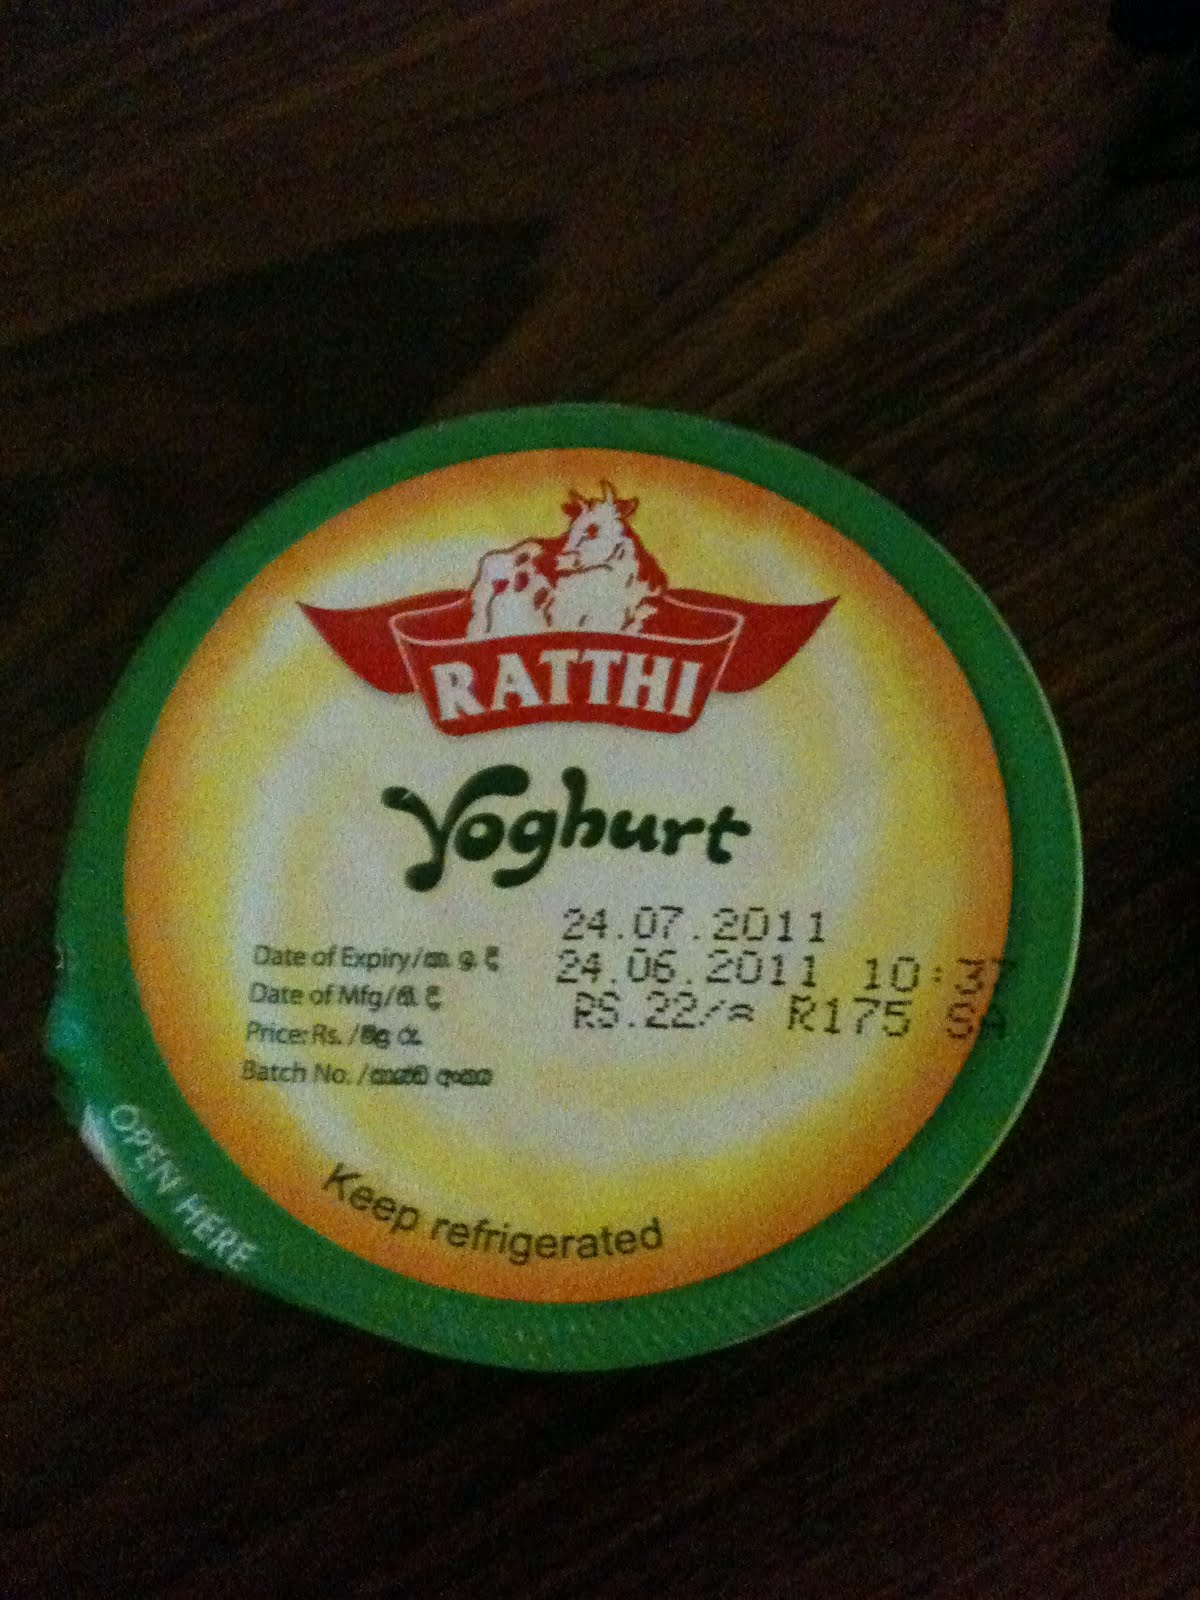 RATTHI
Yoghurt
24.07.2011
Date of Expiry/
24.06.2011 10:37
Date of Mfg/
RS.22/= R175 SA
Price: Rs. /
Batch No. /
Keep refrigerated
OPEN HERE